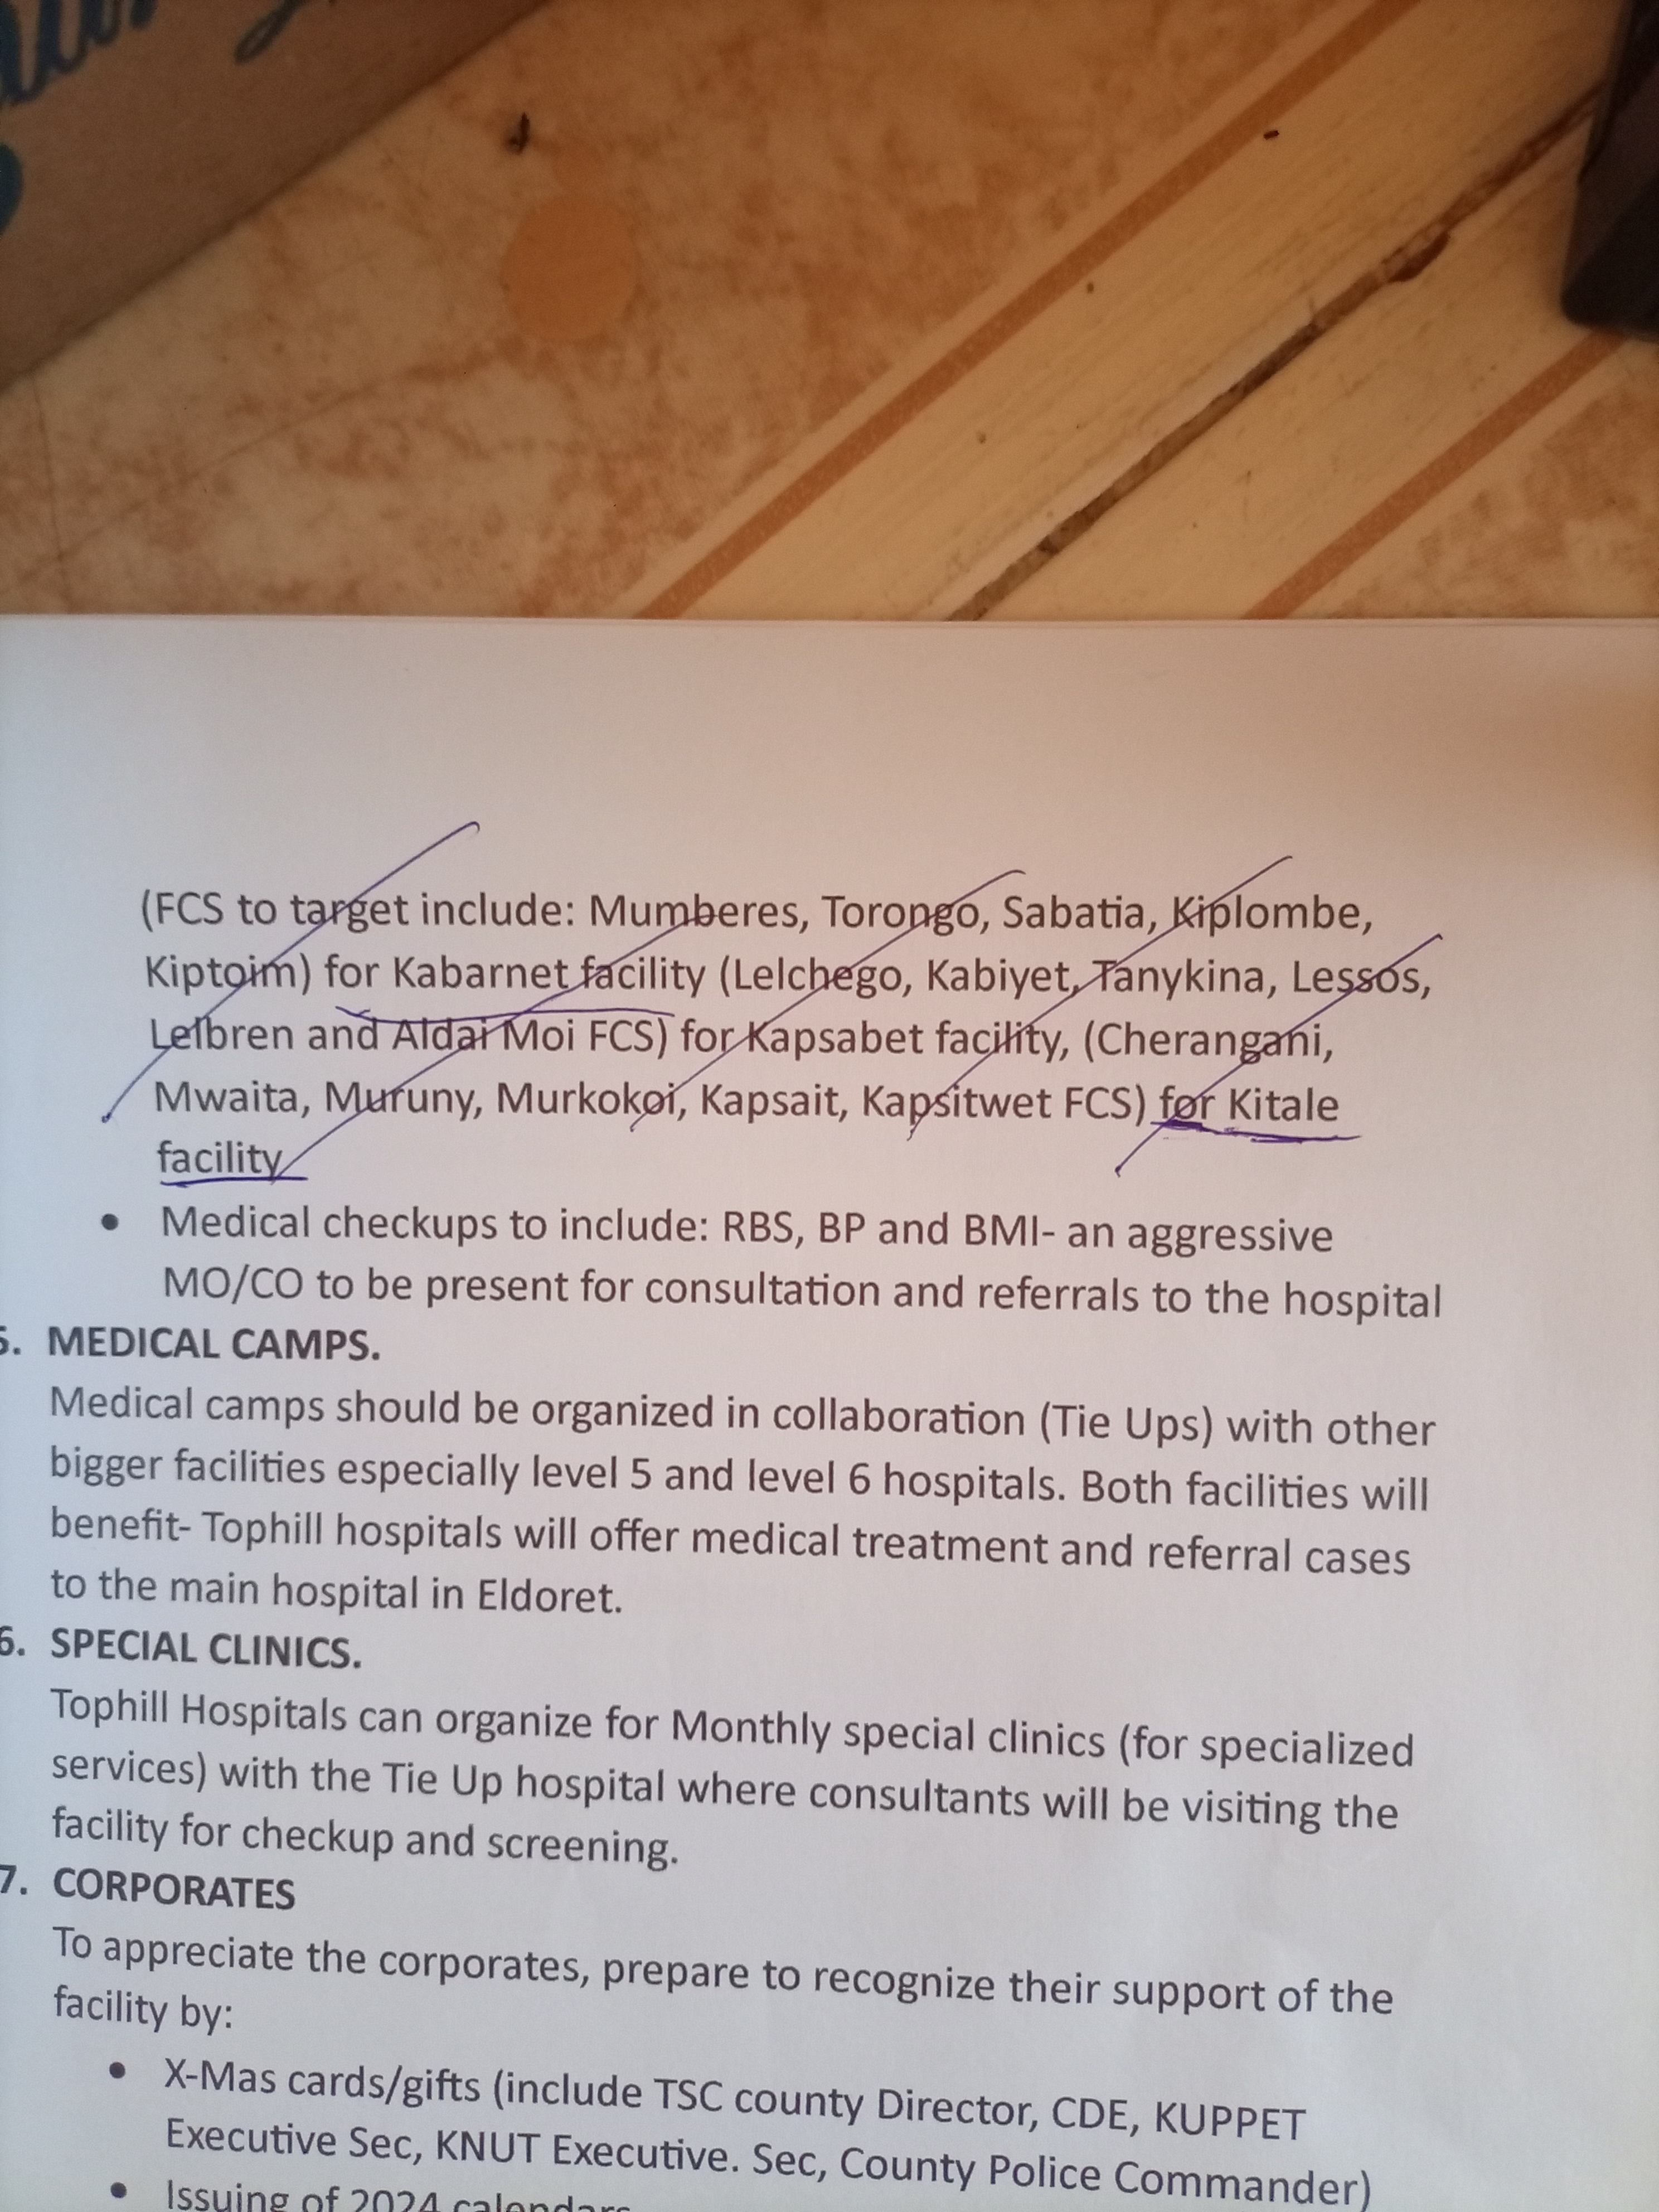 (FCS to target include: Mumberes, Torongo, Sabatia, Kiplombe,
Kiptoim) for Kabarnet facility (Lelchego, Kabiyet, Tanykina, Lessos,
Lelbren and Aldai Moi FCS) for Kapsabet facility, (Cherangani,
Mwaita, Muruny, Murkokoi, Kapsait, Kapsitwet FCS) for Kitale
facility
• Medical checkups to include: RBS, BP and BMI- an aggressive
MO/CO to be present for consultation and referrals to the hospital
5. MEDICAL CAMPS.
Medical camps should be organized in collaboration (Tie Ups) with other
bigger facilities especially level 5 and level 6 hospitals. Both facilities will
benefit- Tophill hospitals will offer medical treatment and referral cases
to the main hospital in Eldoret.
6. SPECIAL CLINICS.
Tophill Hospitals can organize for Monthly special clinics (for specialized
services) with the Tie Up hospital where consultants will be visiting the
facility for checkup and screening.
7. CORPORATES
To appreciate the corporates, prepare to recognize their support of the
facility by:
• X-Mas cards/gifts (include TSC county Director, CDE, KUPPET
Executive Sec, KNUT Executive. Sec, County Police Commander)
• Issuing of 2024 calendars